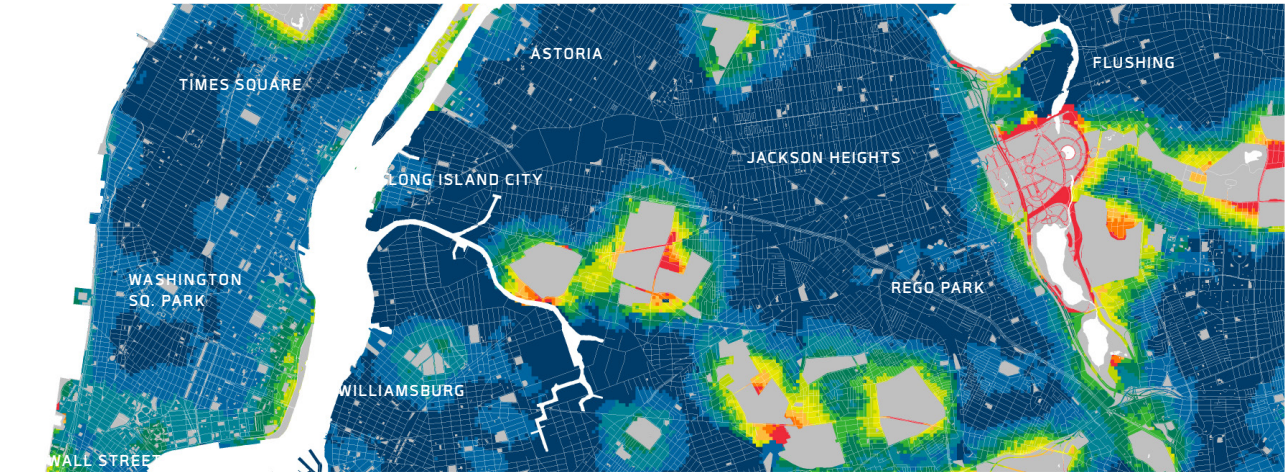 ASTORIA
FLUSHING
TIMES SQUARE
JACKSON HEIGHTS
LONG ISLAND CITY
WASHINGTON
SQ. PARK
REGO PARK
WILLIAMSBURG
WALL STREET